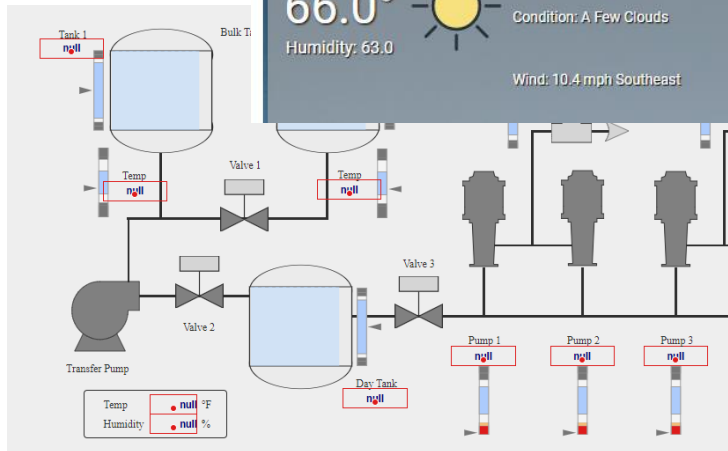 66.0°
Humidity: 63.0
Condition: A Few Clouds
Wind: 10.4 mph Southeast
Tank 1
null
Bulk
Temp
null
Valve 1
Temp
null
Valve 2
Valve 3
Transfer Pump
Day Tank
null
Pump 1
null
Pump 2
null
Pump 3
null
Temp null °F
Humidity null %